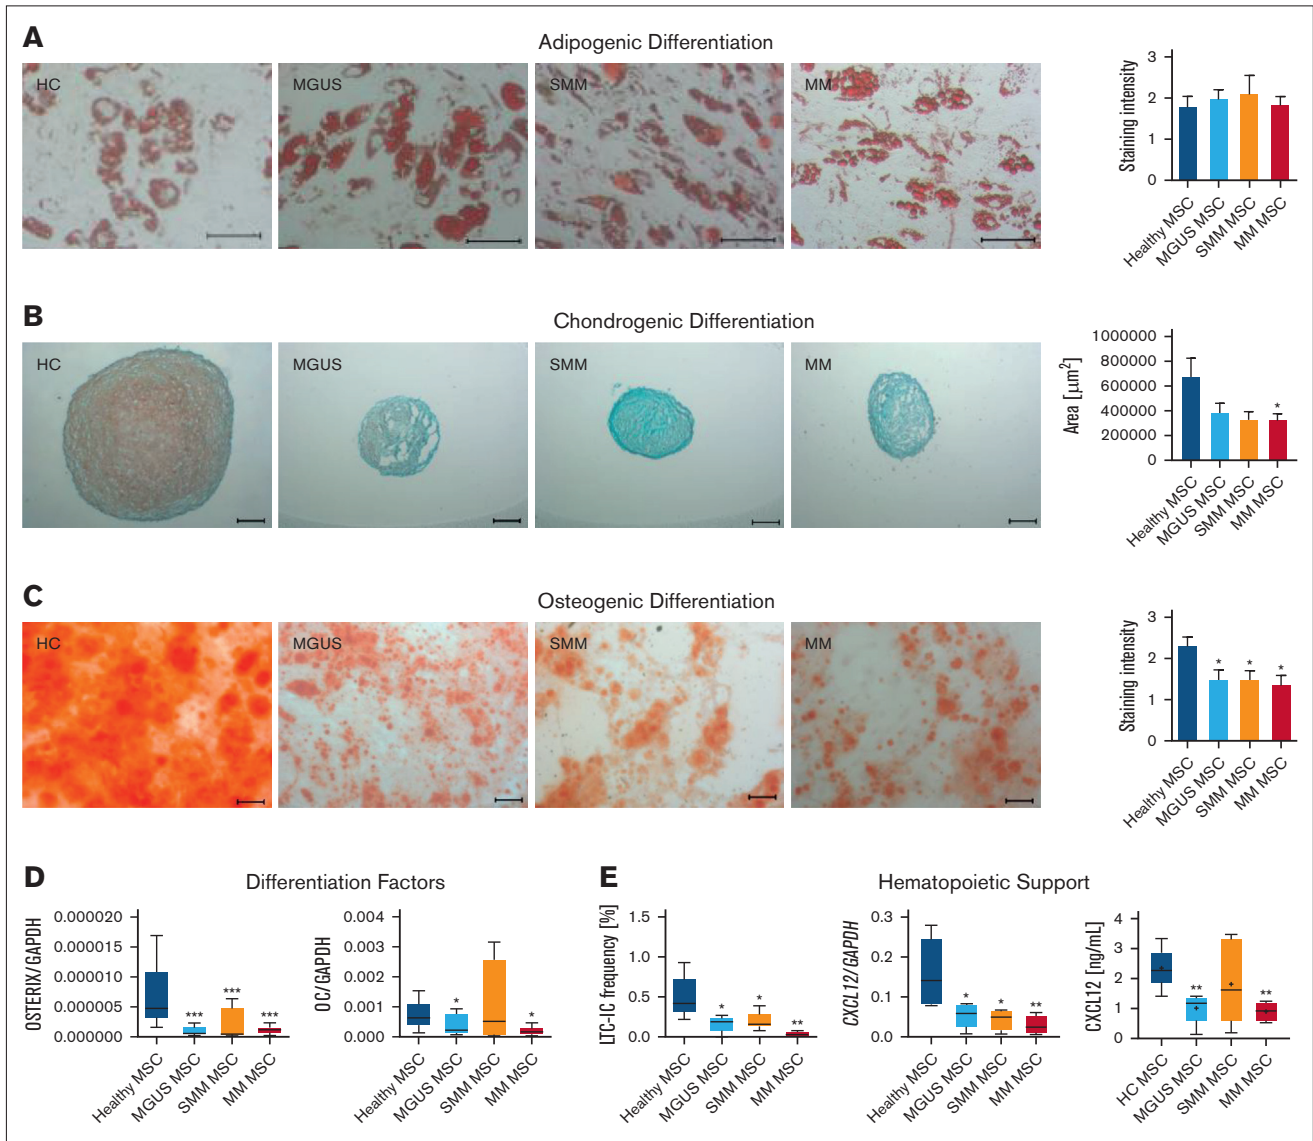 A
Adipogenic Differentiation
HC
MGUS
SMM
MM
Staining intensity
3
2
1
0
Healthy MSC
MGUS MSC
SMM MSC
MM MSC
B
Chondrogenic Differentiation
HC
MGUS
SMM
MM
Area [µm²]
1000000
800000
600000
400000
200000
0
*
Healthy MSC
MGUS MSC
SMM MSC
MM MSC
C
Osteogenic Differentiation
HC
MGUS
SMM
MM
Staining intensity
3
2
1
0
* * *
Healthy MSC
MGUS MSC
SMM MSC
MM MSC
D
Differentiation Factors
OSTERIX/GAPDH
0.000020
0.000015
0.000010
0.000005
0.000000
*** *** ***
Healthy MSC
MGUS MSC
SMM MSC
MM MSC
OC/GAPDH
0.004
0.003
0.002
0.001
0.000
* *
Healthy MSC
MGUS MSC
SMM MSC
MM MSC
E
Hematopoietic Support
LTC-IC frequency [%]
1.5
1.0
0.5
0.0
* * **
Healthy MSC
MGUS MSC
SMM MSC
MM MSC
CXCL12/GAPDH
0.3
0.2
0.1
0.0
* * **
Healthy MSC
MGUS MSC
SMM MSC
MM MSC
CXCL12 [ng/mL]
4
3
2
1
0
** **
HC MSC
MGUS MSC
SMM MSC
MM MSC